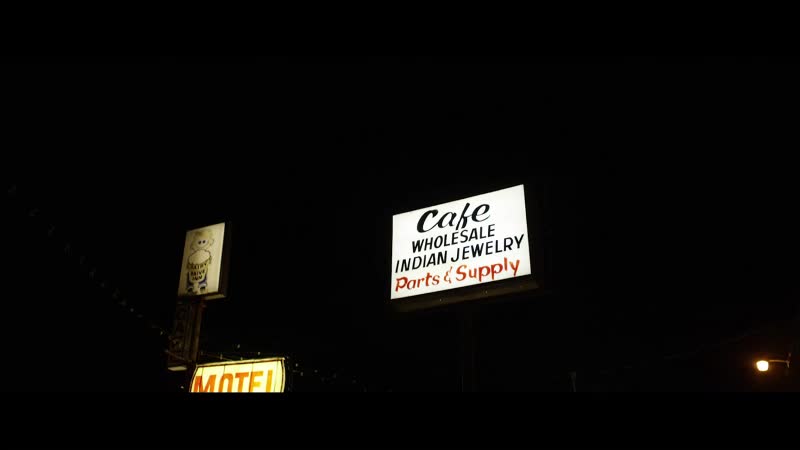 Cafe
WHOLESALE
INDIAN JEWELRY
Parts & Supply
MOTEL